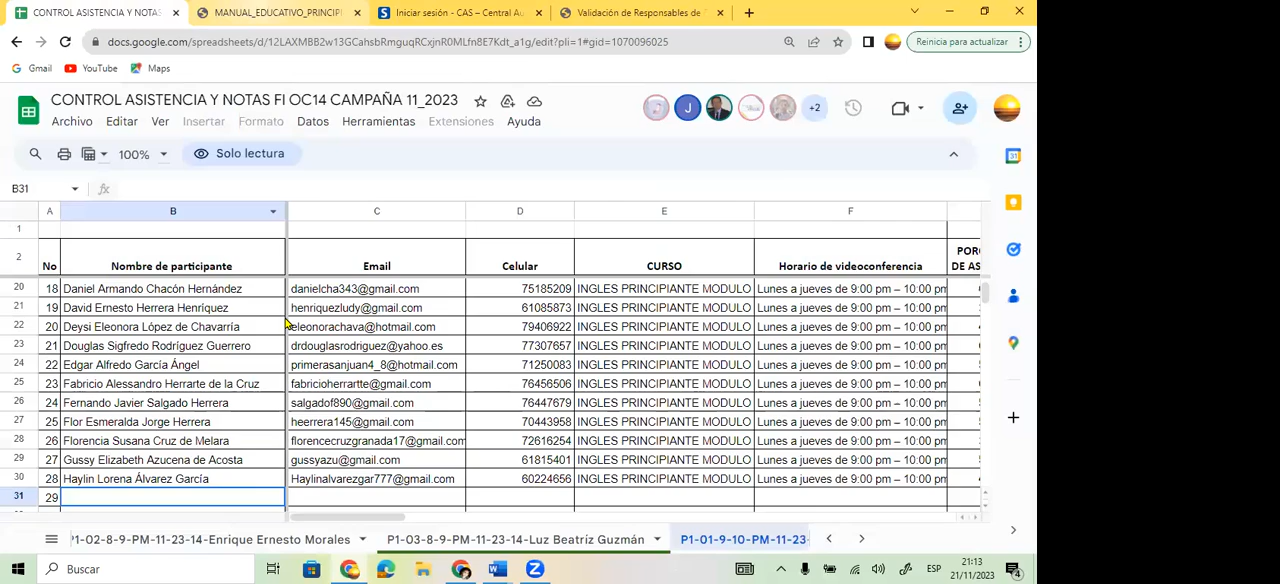 CONTROL ASISTENCIA Y NOTAS
MANUAL_EDUCATIVO_PRINCIPI
Iniciar sesión - CAS – Central Au
Validación de Responsables de
docs.google.com/spreadsheets/d/12LAXMBB2w13GCahsbRmguqRCxjnR0MLfn8E7Kdt_a1g/edit?pli=1#gid=1070096025
Reinicia para actualizar
Gmail YouTube Maps
CONTROL ASISTENCIA Y NOTAS FI OC14 CAMPAÑA 11_2023
J +2
Archivo Editar Ver Insertar Formato Datos Herramientas Extensiones Ayuda
100% Solo lectura
B31 fx
A B C D E F
1
2 No Nombre de participante Email Celular CURSO Horario de videoconferencia PORC
DE AS
20 18 Daniel Armando Chacón Hernández danielcha343@gmail.com 75185209 INGLES PRINCIPIANTE MODULO Lunes a jueves de 9:00 pm – 10:00 pm
21 19 David Ernesto Herrera Henríquez henriquezludy@gmail.com 61085873 INGLES PRINCIPIANTE MODULO Lunes a jueves de 9:00 pm – 10:00 pm
22 20 Deysi Eleonora López de Chavarría eleonorachava@hotmail.com 79406922 INGLES PRINCIPIANTE MODULO Lunes a jueves de 9:00 pm – 10:00 pm
23 21 Douglas Sigfredo Rodríguez Guerrero drdouglasrodriguez@yahoo.es 77307657 INGLES PRINCIPIANTE MODULO Lunes a jueves de 9:00 pm – 10:00 pm
24 22 Edgar Alfredo García Ángel primerasanjuan4_8@hotmail.com 71250083 INGLES PRINCIPIANTE MODULO Lunes a jueves de 9:00 pm – 10:00 pm
25 23 Fabricio Alessandro Herrarte de la Cruz fabricioherrartte@gmail.com 76456506 INGLES PRINCIPIANTE MODULO Lunes a jueves de 9:00 pm – 10:00 pm
26 24 Fernando Javier Salgado Herrera salgadof890@gmail.com 76447679 INGLES PRINCIPIANTE MODULO Lunes a jueves de 9:00 pm – 10:00 pm
27 25 Flor Esmeralda Jorge Herrera heerrera145@gmail.com 70443958 INGLES PRINCIPIANTE MODULO Lunes a jueves de 9:00 pm – 10:00 pm
28 26 Florencia Susana Cruz de Melara florencecruzgranada17@gmail.com 72616254 INGLES PRINCIPIANTE MODULO Lunes a jueves de 9:00 pm – 10:00 pm
29 27 Gussy Elizabeth Azucena de Acosta gussyazu@gmail.com 61815401 INGLES PRINCIPIANTE MODULO Lunes a jueves de 9:00 pm – 10:00 pm
30 28 Haylin Lorena Álvarez García Haylinalvarezgar777@gmail.com 60224656 INGLES PRINCIPIANTE MODULO Lunes a jueves de 9:00 pm – 10:00 pm
31 29
P1-02-8-9-PM-11-23-14-Enrique Ernesto Morales P1-03-8-9-PM-11-23-14-Luz Beatríz Guzmán P1-01-9-10-PM-11-23-
Buscar ESP 21:13
21/11/2023 4